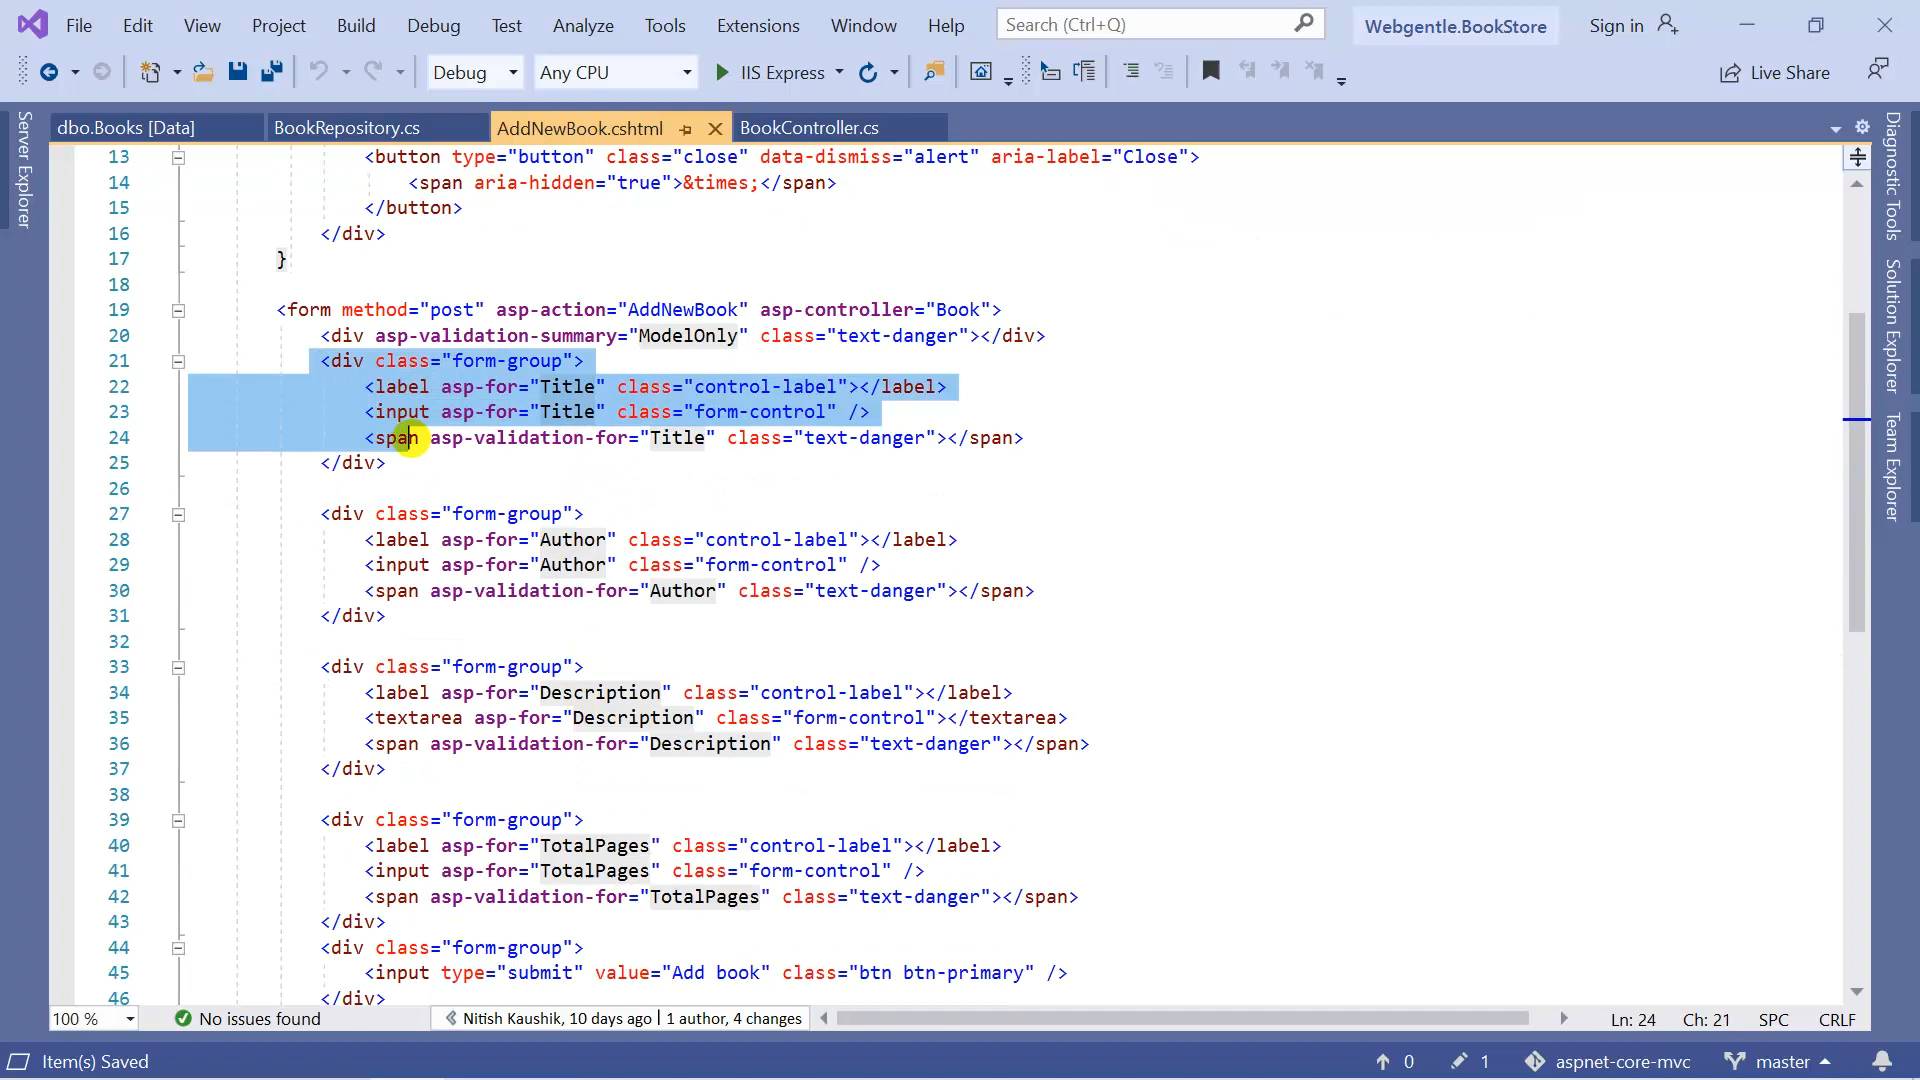 File Edit View Project Build Debug Test Analyze Tools Extensions Window Help Search (Ctrl+Q) Webgentle.BookStore Sign in
Debug Any CPU IIS Express Live Share
Server Explorer
dbo.Books [Data] BookRepository.cs AddNewBook.cshtml BookController.cs
13 <button type="button" class="close" data-dismiss="alert" aria-label="Close">
14 <span aria-hidden="true">&times;</span>
15 </button>
16 </div>
17 }
18
19 <form method="post" asp-action="AddNewBook" asp-controller="Book">
20 <div asp-validation-summary="ModelOnly" class="text-danger"></div>
21 <div class="form-group">
22 <label asp-for="Title" class="control-label"></label>
23 <input asp-for="Title" class="form-control" />
24 <span asp-validation-for="Title" class="text-danger"></span>
25 </div>
26
27 <div class="form-group">
28 <label asp-for="Author" class="control-label"></label>
29 <input asp-for="Author" class="form-control" />
30 <span asp-validation-for="Author" class="text-danger"></span>
31 </div>
32
33 <div class="form-group">
34 <label asp-for="Description" class="control-label"></label>
35 <textarea asp-for="Description" class="form-control"></textarea>
36 <span asp-validation-for="Description" class="text-danger"></span>
37 </div>
38
39 <div class="form-group">
40 <label asp-for="TotalPages" class="control-label"></label>
41 <input asp-for="TotalPages" class="form-control" />
42 <span asp-validation-for="TotalPages" class="text-danger"></span>
43 </div>
44 <div class="form-group">
45 <input type="submit" value="Add book" class="btn btn-primary" />
46 </div>
Diagnostic Tools
Solution Explorer
Team Explorer
100 % No issues found Nitish Kaushik, 10 days ago | 1 author, 4 changes Ln: 24 Ch: 21 SPC CRLF
Item(s) Saved 0 1 aspnet-core-mvc master